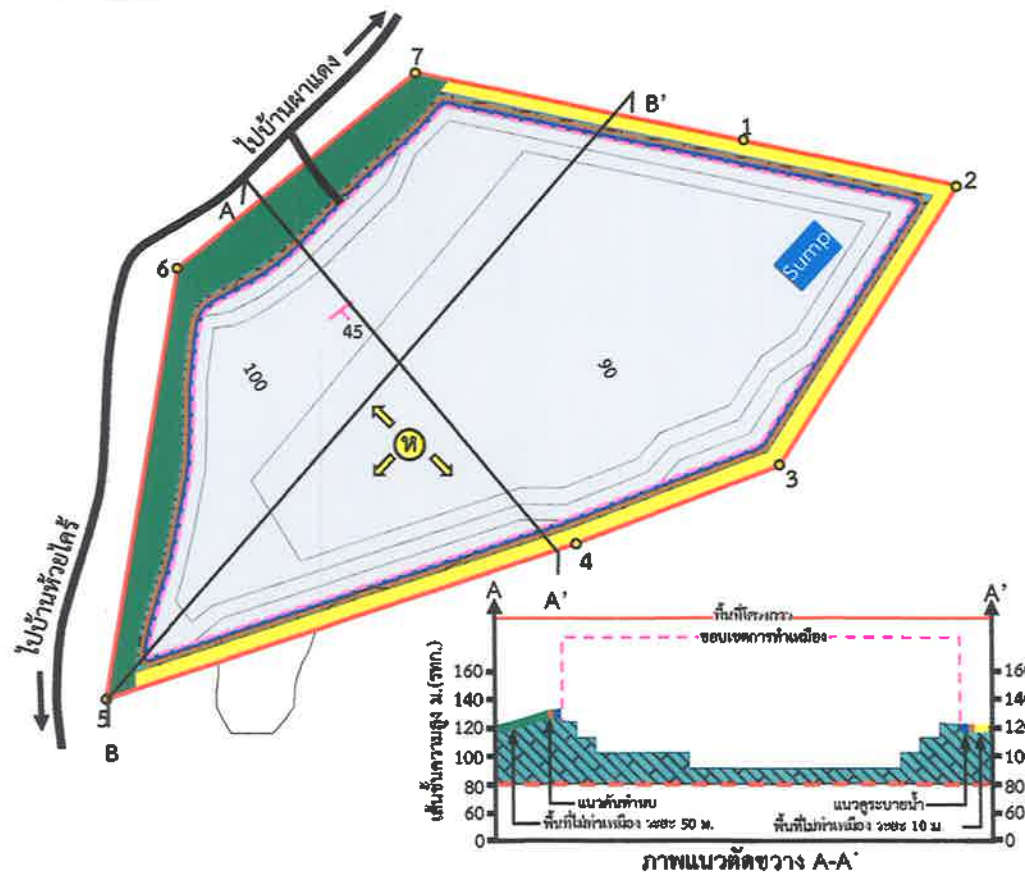 7
ไปบ้านผาแดง
B'
1
2
A
6
Sump
45
100
90
ห
3
4
ไปบ้านห้วยไคร้
5
B
A'
A
A'
พื้นที่โครงการ
ขอบเขตการทำเหมือง
เส้นชั้นความสูง ม.(รทก.)
160
160
140
140
120
120
100
100
80
80
60
60
0
0
แนวคันทำนบ
แนวคูระบายน้ำ
พื้นที่ไม่ทำเหมือง ระยะ 50 ม.
พื้นที่ไม่ทำเหมือง ระยะ 10 ม
ภาพแนวตัดขวาง A-A'